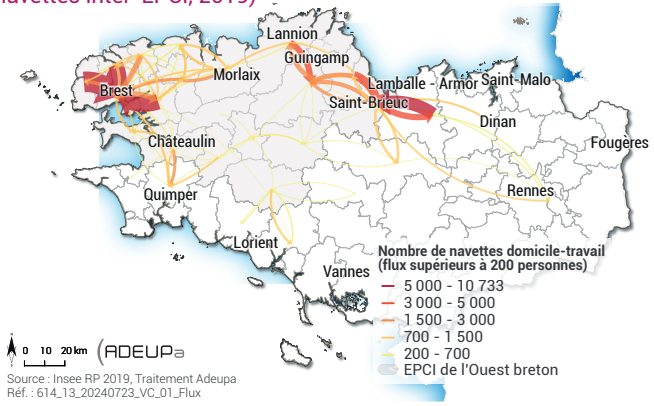 navettes inter-EPCI, 2019)
Lannion
Guingamp
Morlaix
Lamballe - Armor
Saint-Malo
Brest
Saint-Brieuc
Dinan
Châteaulin
Fougères
Quimper
Rennes
Lorient
Vannes
Nombre de navettes domicile-travail
(flux supérieurs à 200 personnes)
5 000 - 10 733
3 000 - 5 000
1 500 - 3 000
700 - 1 500
200 - 700
EPCI de l'Ouest breton
0 10 20 km
(ADEUPa
Source : Insee RP 2019, Traitement Adeupa
Réf. : 614_13_20240723_VC_01_Flux